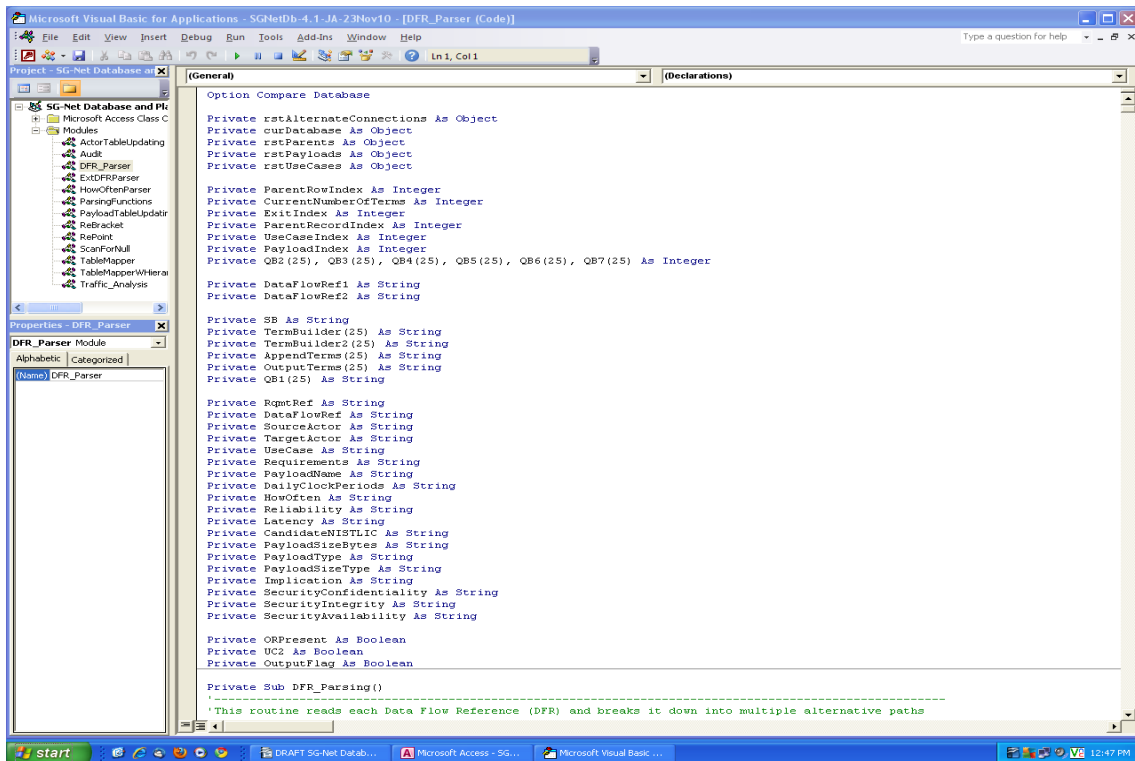 Microsoft Visual Basic for Applications - SGNetDb-4.1-JA-23Nov10 - [DFR_Parser (Code)]
File Edit View Insert Debug Run Tools Add-Ins Window Help
Type a question for help
Ln 1, Col 1
Project - SG-Net Database an
SG-Net Database and Pla
Microsoft Access Class C
Modules
ActorTableUpdating
Audit
DFR_Parser
ExtDFRParser
HowOftenParser
ParsingFunctions
PayloadTableUpdatir
ReBracket
RePoint
ScanForNull
TableMapper
TableMapperWHierar
Traffic_Analysis
Properties - DFR_Parser
DFR_Parser Module
Alphabetic Categorized
(Name) DFR_Parser
(General)
(Declarations)
Option Compare Database
Private rstAlternateConnections As Object
Private curDatabase As Object
Private rstParents As Object
Private rstPayloads As Object
Private rstUseCases As Object
Private ParentRowIndex As Integer
Private CurrentNumberOfTerms As Integer
Private ExitIndex As Integer
Private ParentRecordIndex As Integer
Private UseCaseIndex As Integer
Private PayloadIndex As Integer
Private QB2(25), QB3(25), QB4(25), QB5(25), QB6(25), QB7(25) As Integer
Private DataFlowRef1 As String
Private DataFlowRef2 As String
Private SB As String
Private TermBuilder(25) As String
Private TermBuilder2(25) As String
Private AppendTerms(25) As String
Private OutputTerms(25) As String
Private QB1(25) As String
Private RqmtRef As String
Private DataFlowRef As String
Private SourceActor As String
Private TargetActor As String
Private UseCase As String
Private Requirements As String
Private PayloadName As String
Private DailyClockPeriods As String
Private HowOften As String
Private Reliability As String
Private Latency As String
Private CandidateNISTLIC As String
Private PayloadSizeBytes As String
Private PayloadType As String
Private PayloadSizeType As String
Private Implication As String
Private SecurityConfidentiality As String
Private SecurityIntegrity As String
Private SecurityAvailability As String
Private ORPresent As Boolean
Private UC2 As Boolean
Private OutputFlag As Boolean
Private Sub DFR_Parsing()
'This routine reads each Data Flow Reference (DFR) and breaks it down into multiple alternative paths
start
DRAFT SG-Net Datab...
Microsoft Access - SG...
Microsoft Visual Basic ...
12:47 PM